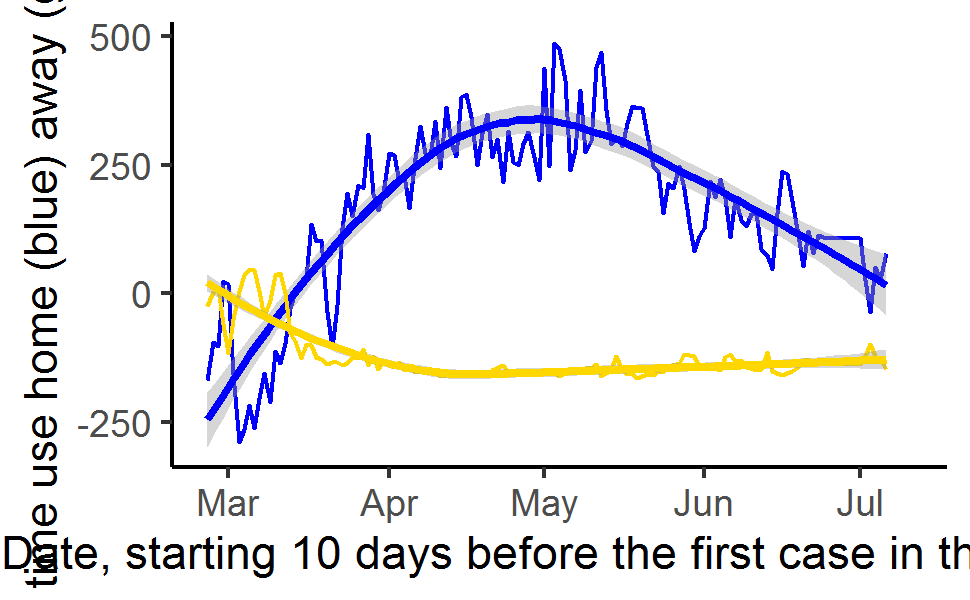 time use home (blue) away (
500
250
0
-250
Mar Apr May Jun Jul
Date, starting 10 days before the first case in th